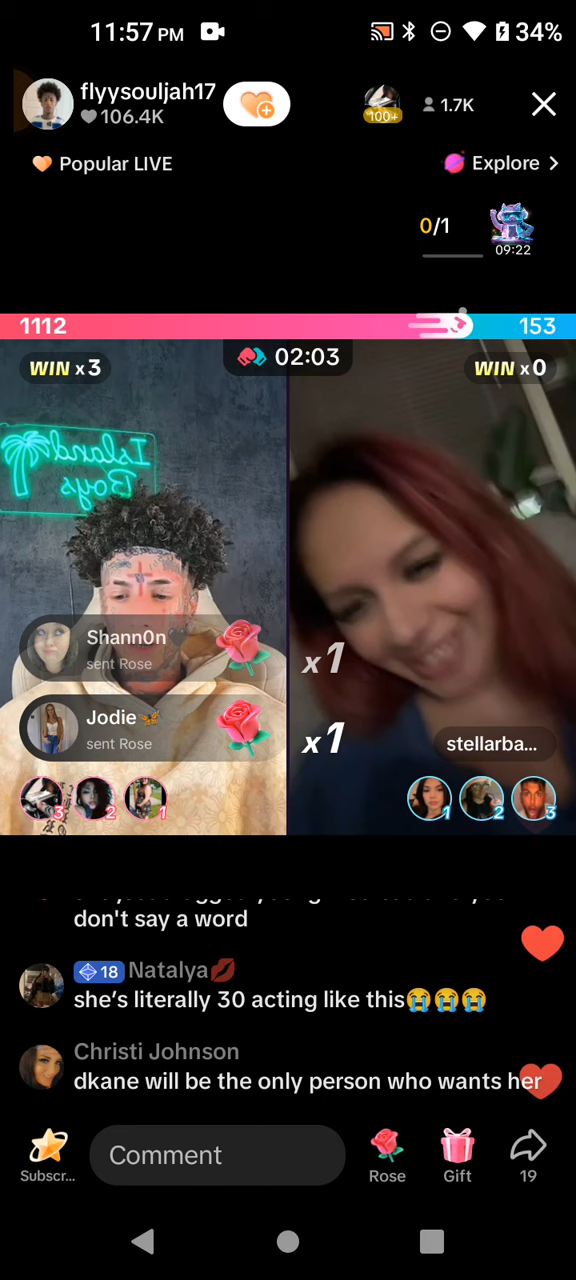 11:57 PM
34%
flyysouljah17
106.4K
100+
1.7K
Popular LIVE
Explore >
0/1
09:22
1112
153
WIN x3
02:03
WIN x0
Island
Boys
Shann0n
sent Rose
x1
Jodie
sent Rose
x1
stellarba...
3
2
1
1
2
3
don't say a word
18 Natalya💋
she's literally 30 acting like this😭😭😭
Christi Johnson
dkane will be the only person who wants her
Subscr...
Comment
Rose
Gift
19